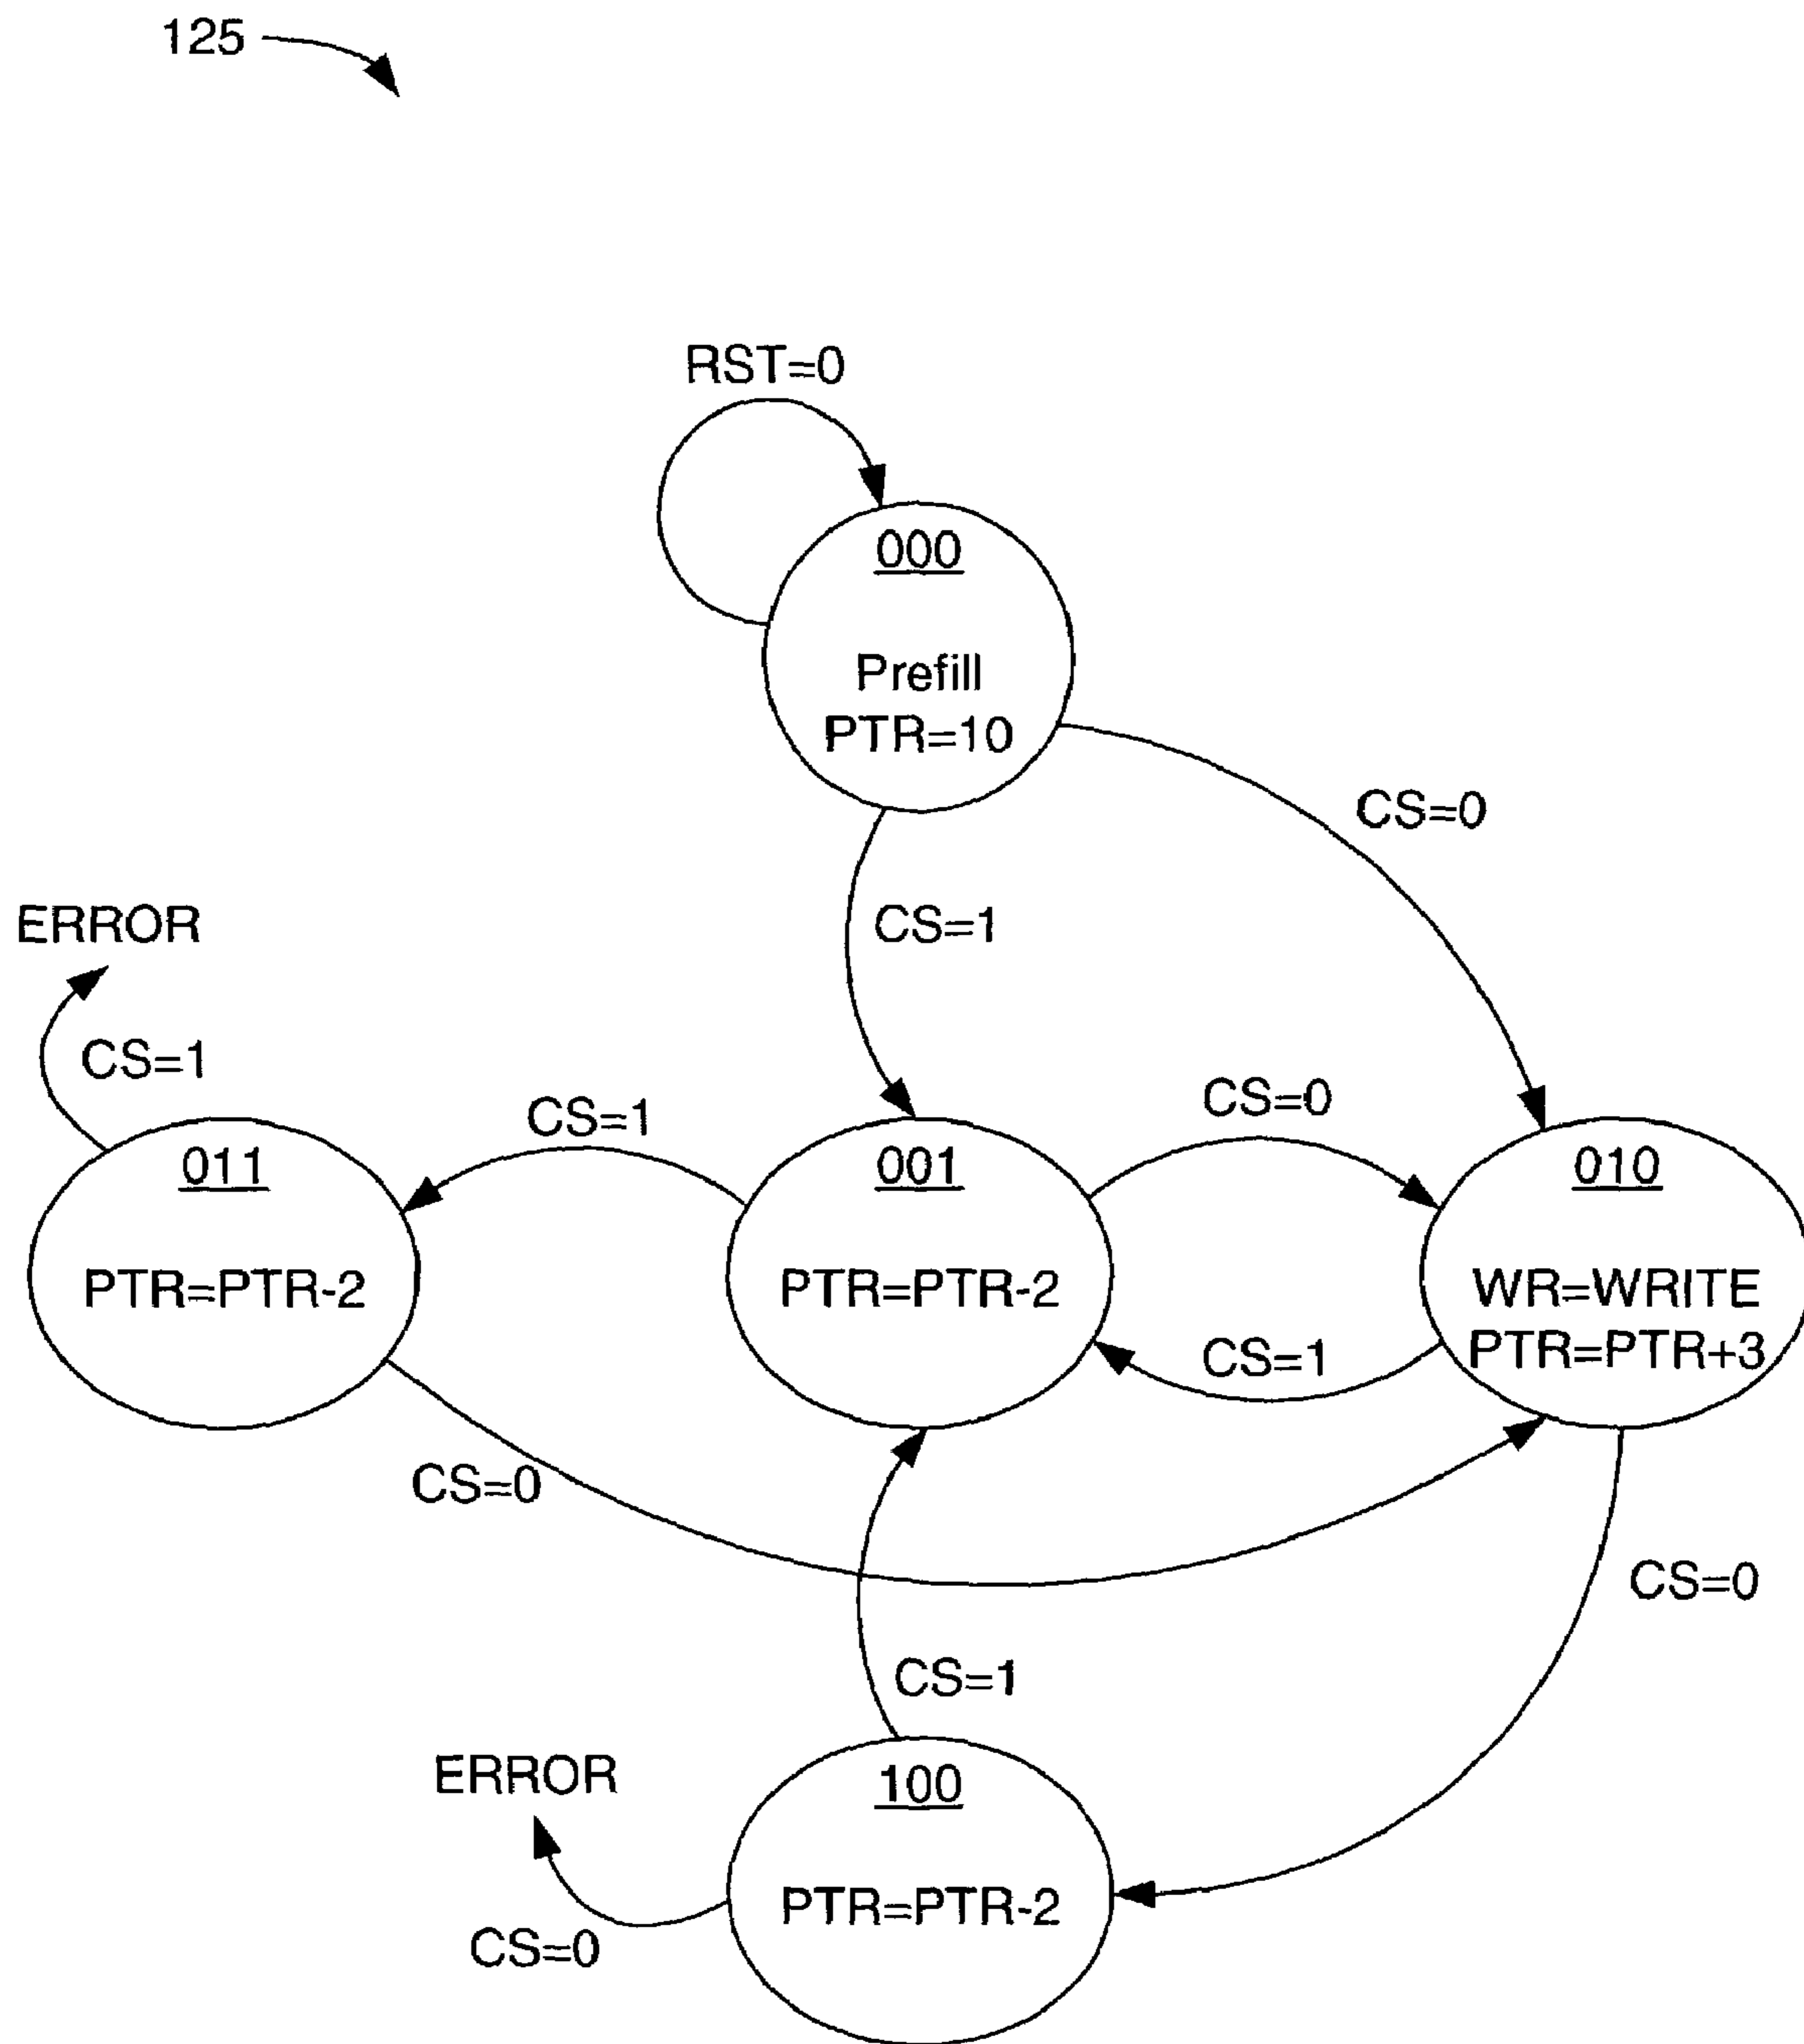 125
RST=0
000
Prefill
PTR=10
CS=0
CS=1
ERROR
CS=1
CS=1
CS=0
011
PTR=PTR-2
001
PTR=PTR-2
010
WR=WRITE
PTR=PTR+3
CS=1
CS=0
CS=0
CS=1
ERROR
CS=0
100
PTR=PTR-2